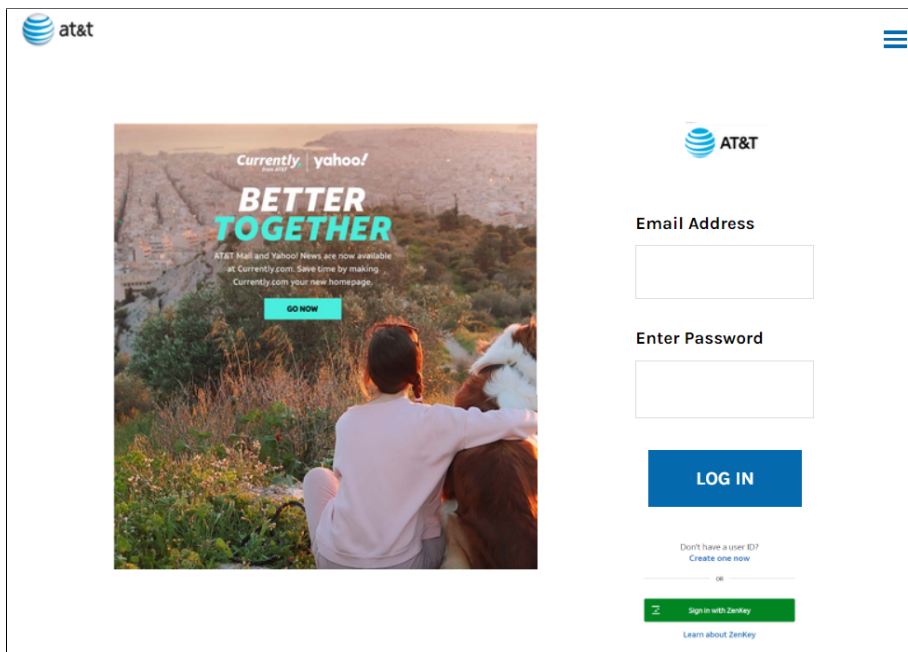 at&t
Currently. yahoo!
from AT&T
BETTER
TOGETHER
AT&T Mail and Yahoo! News are now available
at Currently.com. Save time by making
Currently.com your new homepage.
GO NOW
AT&T
Email Address
Enter Password
LOG IN
Don't have a user ID?
Create one now
OR
Sign in with ZenKey
Learn about ZenKey